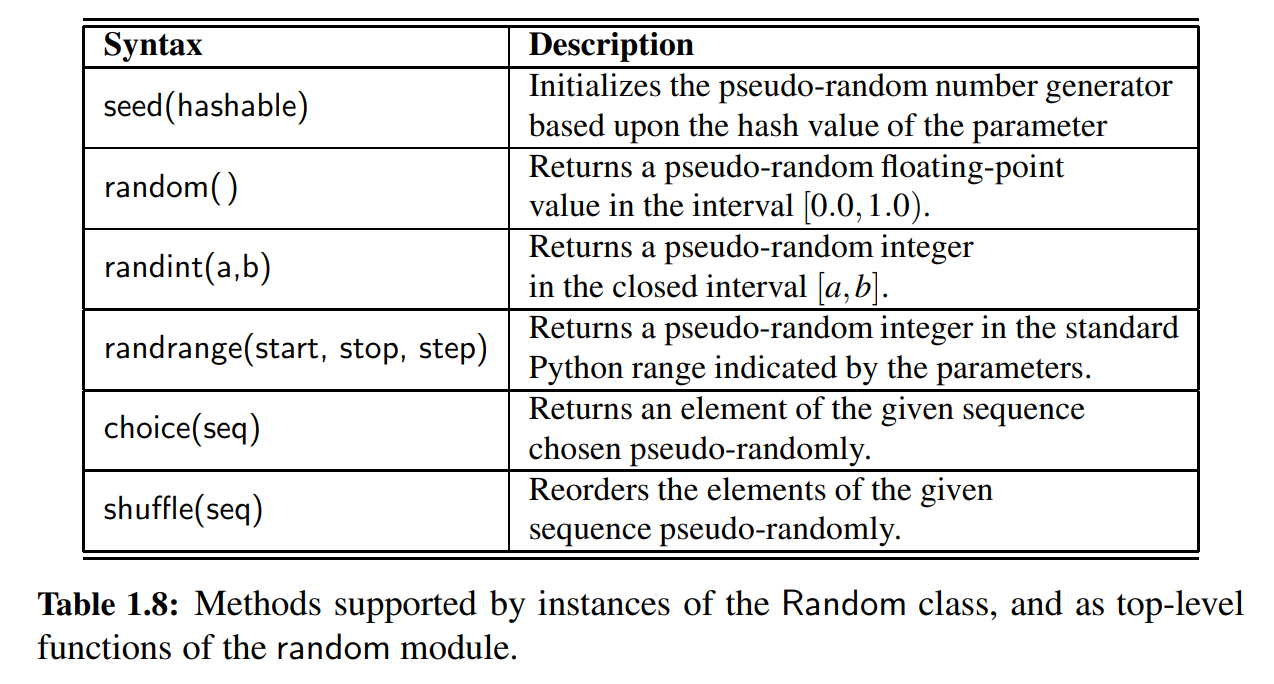 Syntax Description
seed(hashable) Initializes the pseudo-random number generator
based upon the hash value of the parameter
random( ) Returns a pseudo-random floating-point
value in the interval [0.0, 1.0).
randint(a,b) Returns a pseudo-random integer
in the closed interval [a, b].
randrange(start, stop, step) Returns a pseudo-random integer in the standard
Python range indicated by the parameters.
choice(seq) Returns an element of the given sequence
chosen pseudo-randomly.
shuffle(seq) Reorders the elements of the given
sequence pseudo-randomly.
Table 1.8: Methods supported by instances of the Random class, and as top-level
functions of the random module.